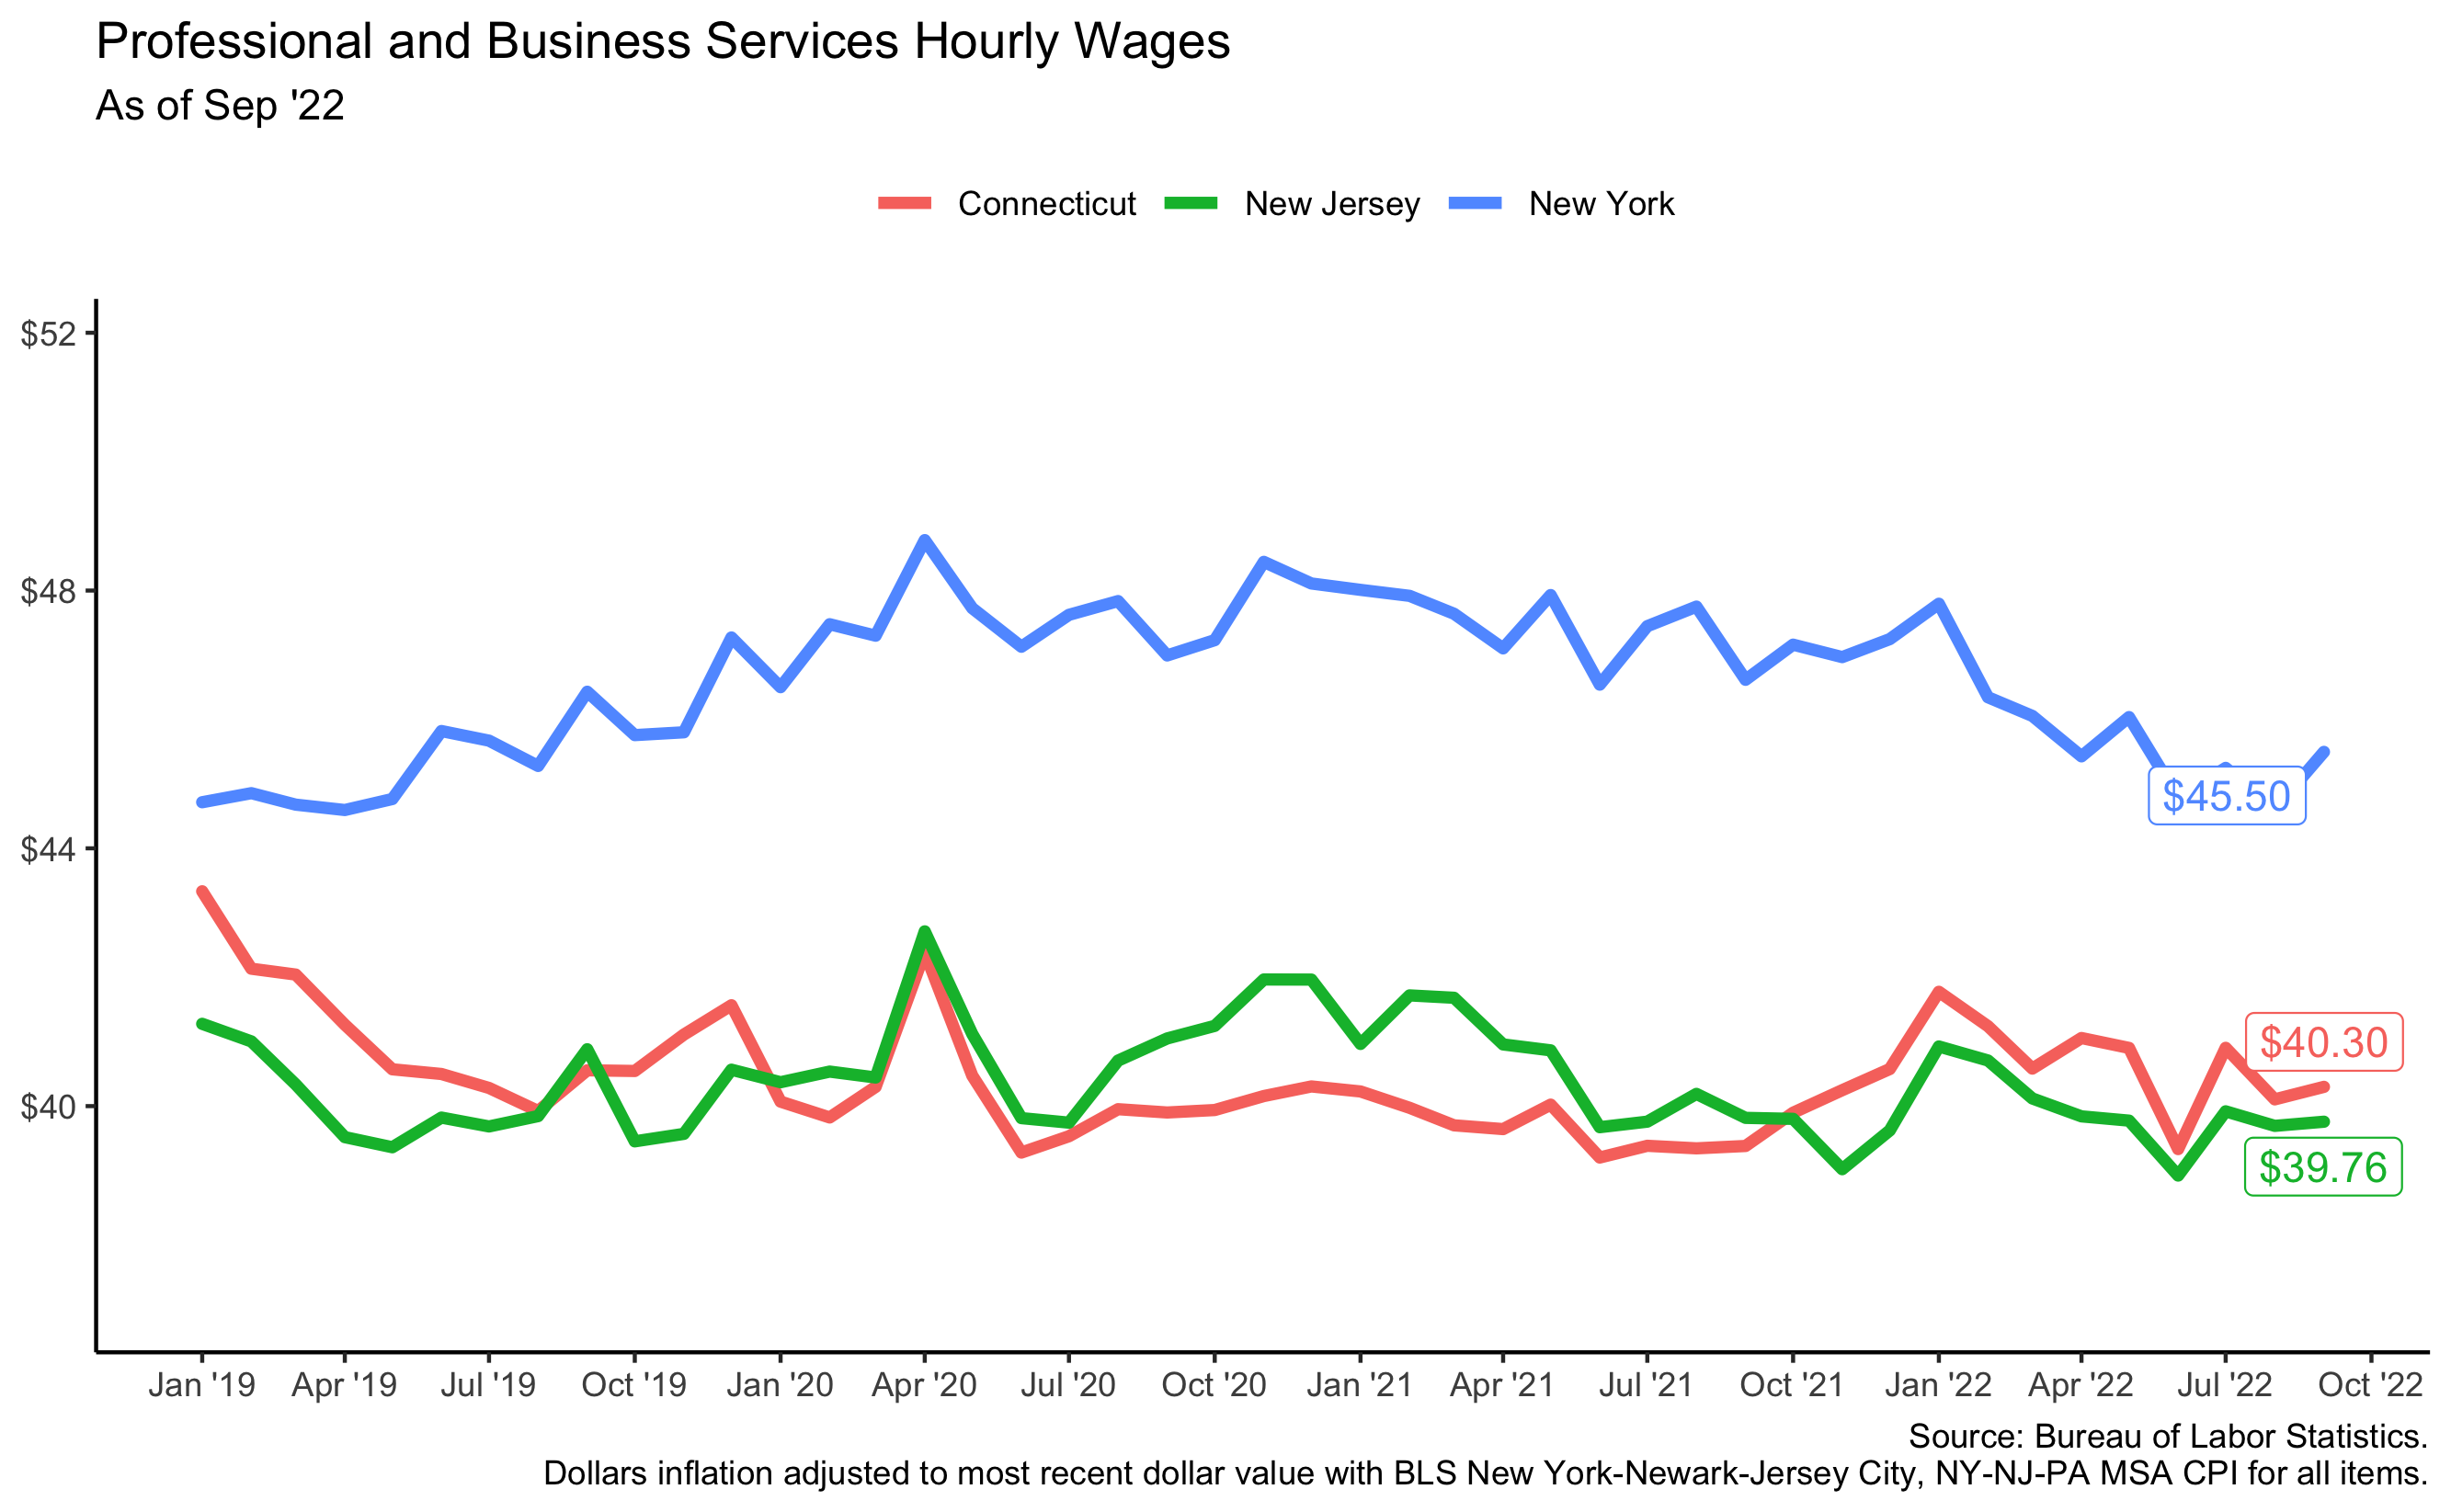 Professional and Business Services Hourly Wages
As of Sep '22
Connecticut New Jersey New York
$52
$48
$44
$40
$45.50
$40.30
$39.76
Jan '19 Apr '19 Jul '19 Oct '19 Jan '20 Apr '20 Jul '20 Oct '20 Jan '21 Apr '21 Jul '21 Oct '21 Jan '22 Apr '22 Jul '22 Oct '22
Source: Bureau of Labor Statistics.
Dollars inflation adjusted to most recent dollar value with BLS New York-Newark-Jersey City, NY-NJ-PA MSA CPI for all items.